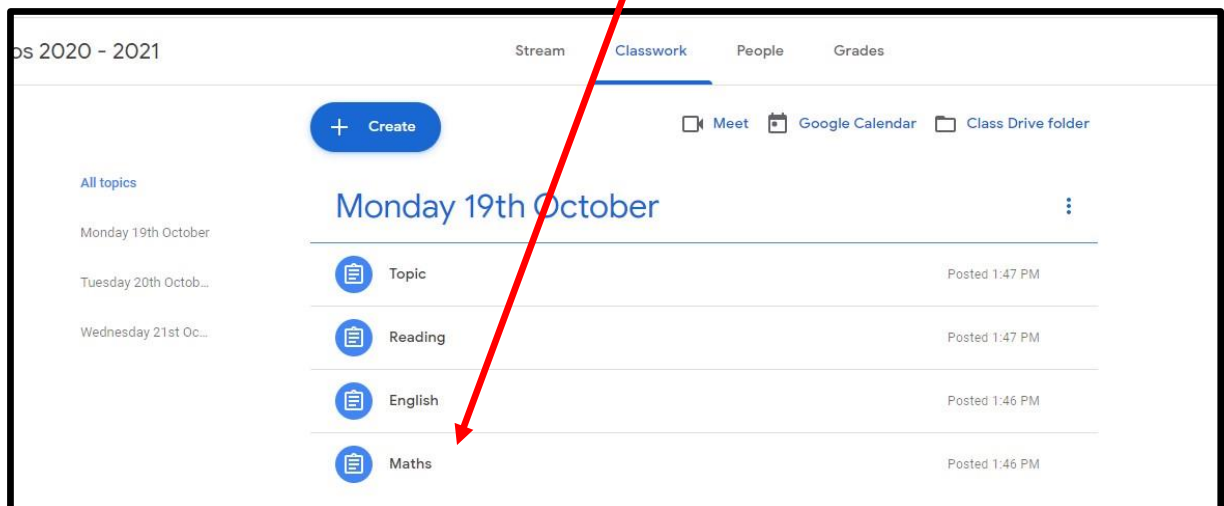 os 2020 - 2021 Stream Classwork People Grades
+ Create Meet Google Calendar Class Drive folder
All topics
Monday 19th October
Tuesday 20th Octob...
Wednesday 21st Oc...
Monday 19th October
Topic Posted 1:47 PM
Reading Posted 1:47 PM
English Posted 1:46 PM
Maths Posted 1:46 PM